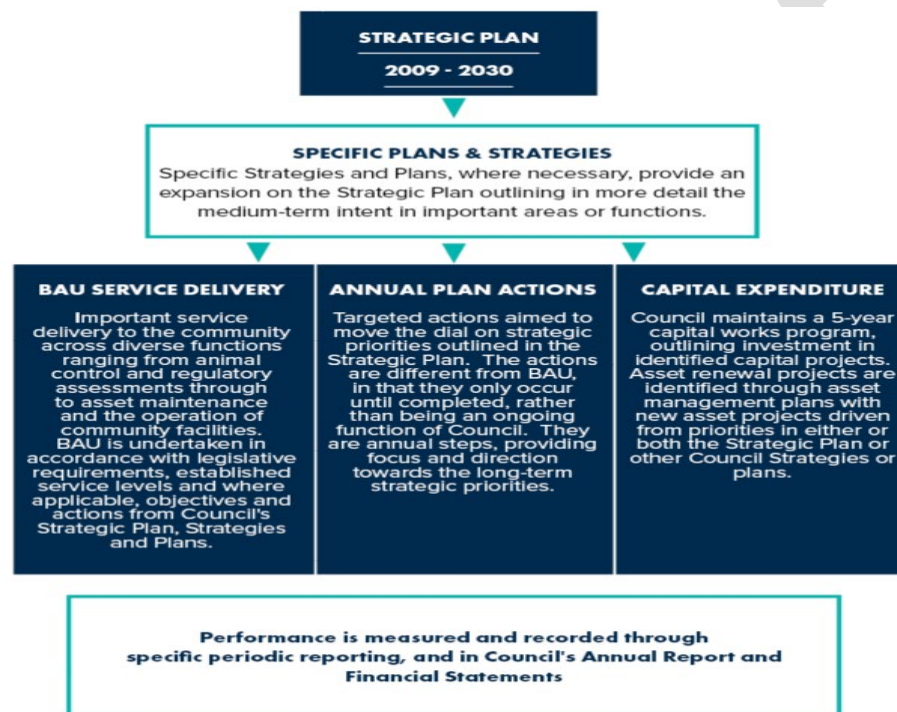 STRATEGIC PLAN
2009 - 2030
SPECIFIC PLANS & STRATEGIES
Specific Strategies and Plans, where necessary, provide an
expansion on the Strategic Plan outlining in more detail the
medium-term intent in important areas or functions.
BAU SERVICE DELIVERY
Important service
delivery to the community
across diverse functions
ranging from animal
control and regulatory
assessments through
to asset maintenance
and the operation of
community facilities.
BAU is undertaken in
accordance with legislative
requirements, established
service levels and where
applicable, objectives and
actions from Council's
Strategic Plan, Strategies
and Plans.
ANNUAL PLAN ACTIONS
Targeted actions aimed to
move the dial on strategic
priorities outlined in the
Strategic Plan. The actions
are different from BAU,
in that they only occur
until completed, rather
than being an ongoing
function of Council. They
are annual steps, providing
focus and direction
towards the long-term
strategic priorities.
CAPITAL EXPENDITURE
Council maintains a 5-year
capital works program,
outlining investment in
identified capital projects.
Asset renewal projects are
identified through asset
management plans with
new asset projects driven
from priorities in either or
both the Strategic Plan or
other Council Strategies or
plans.
Performance is measured and recorded through
specific periodic reporting, and in Council's Annual Report and
Financial Statements